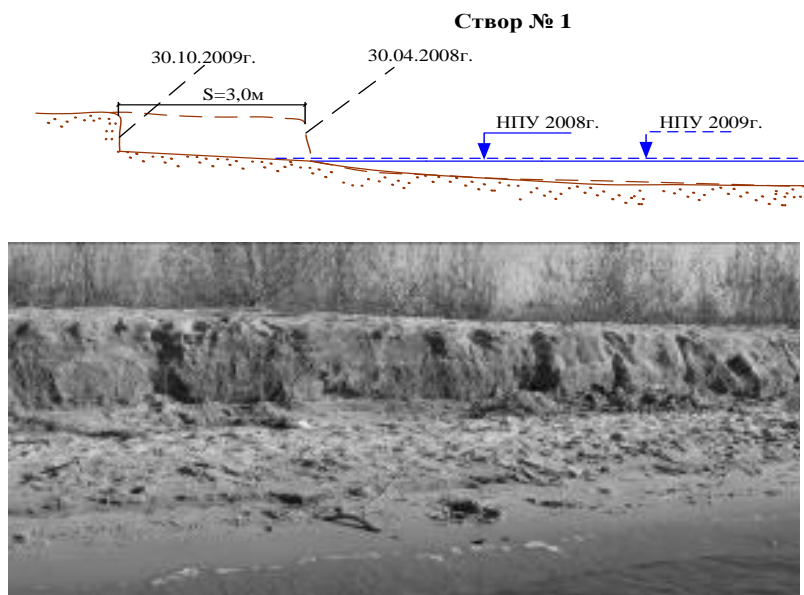 Створ № 1
30.10.2009г.
30.04.2008г.
S=3,0м
НПУ 2008г.
НПУ 2009г.